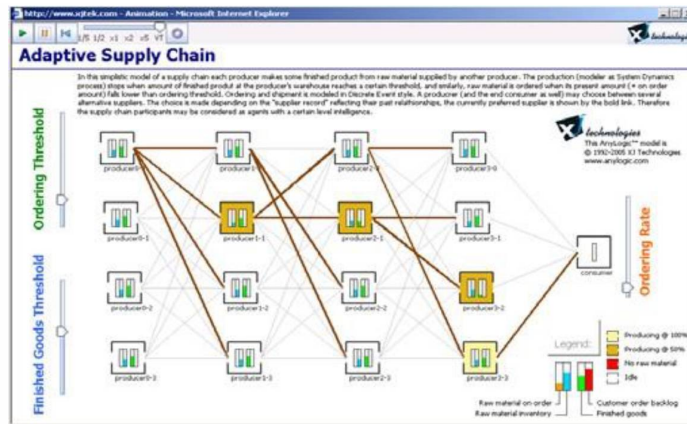 http://www.xjtek.com - Animation - Microsoft Internet Explorer
1/5 1/2 x1 x2 x5 VT
technologies
Adaptive Supply Chain
In this simplistic model of a supply chain each producer makes some finished product from raw material supplied by another producer. The production (modeler as System Dynamics
process) stops when amount of finished produt at the producer's warehouse reaches a certain threshold, and similarly, raw material is ordered when its present amount (+ on order
amount) falls lower than ordering threshold. Ordering and shipment is modeled in Discrete Event style. A producer (and the end consumer as well) may choose between several
alternative suppliers. The choice is made depending on the "supplier record" reflecting their past relationships, the currently preferred supplier is shown by the bold link. Therefore
the supply chain participants may be considered as agents with a certain level intelligence.
technologies
This AnyLogic™ model is
© 1992-2005 XJ Technologies
www.anylogic.com
Ordering Threshold
Finished Goods Threshold
Ordering Rate
producer0-1
producer1-1
producer2-1
producer3-0
producer3-1
producer0-2
producer1-2
producer2-2
producer3-2
producer0-3
producer1-3
producer2-3
producer3-3
consumer
Legend:
Producing @ 100%
Producing @ 50%
No raw material
Idle
Raw material on order
Raw material inventory
Customer order backlog
Finished goods